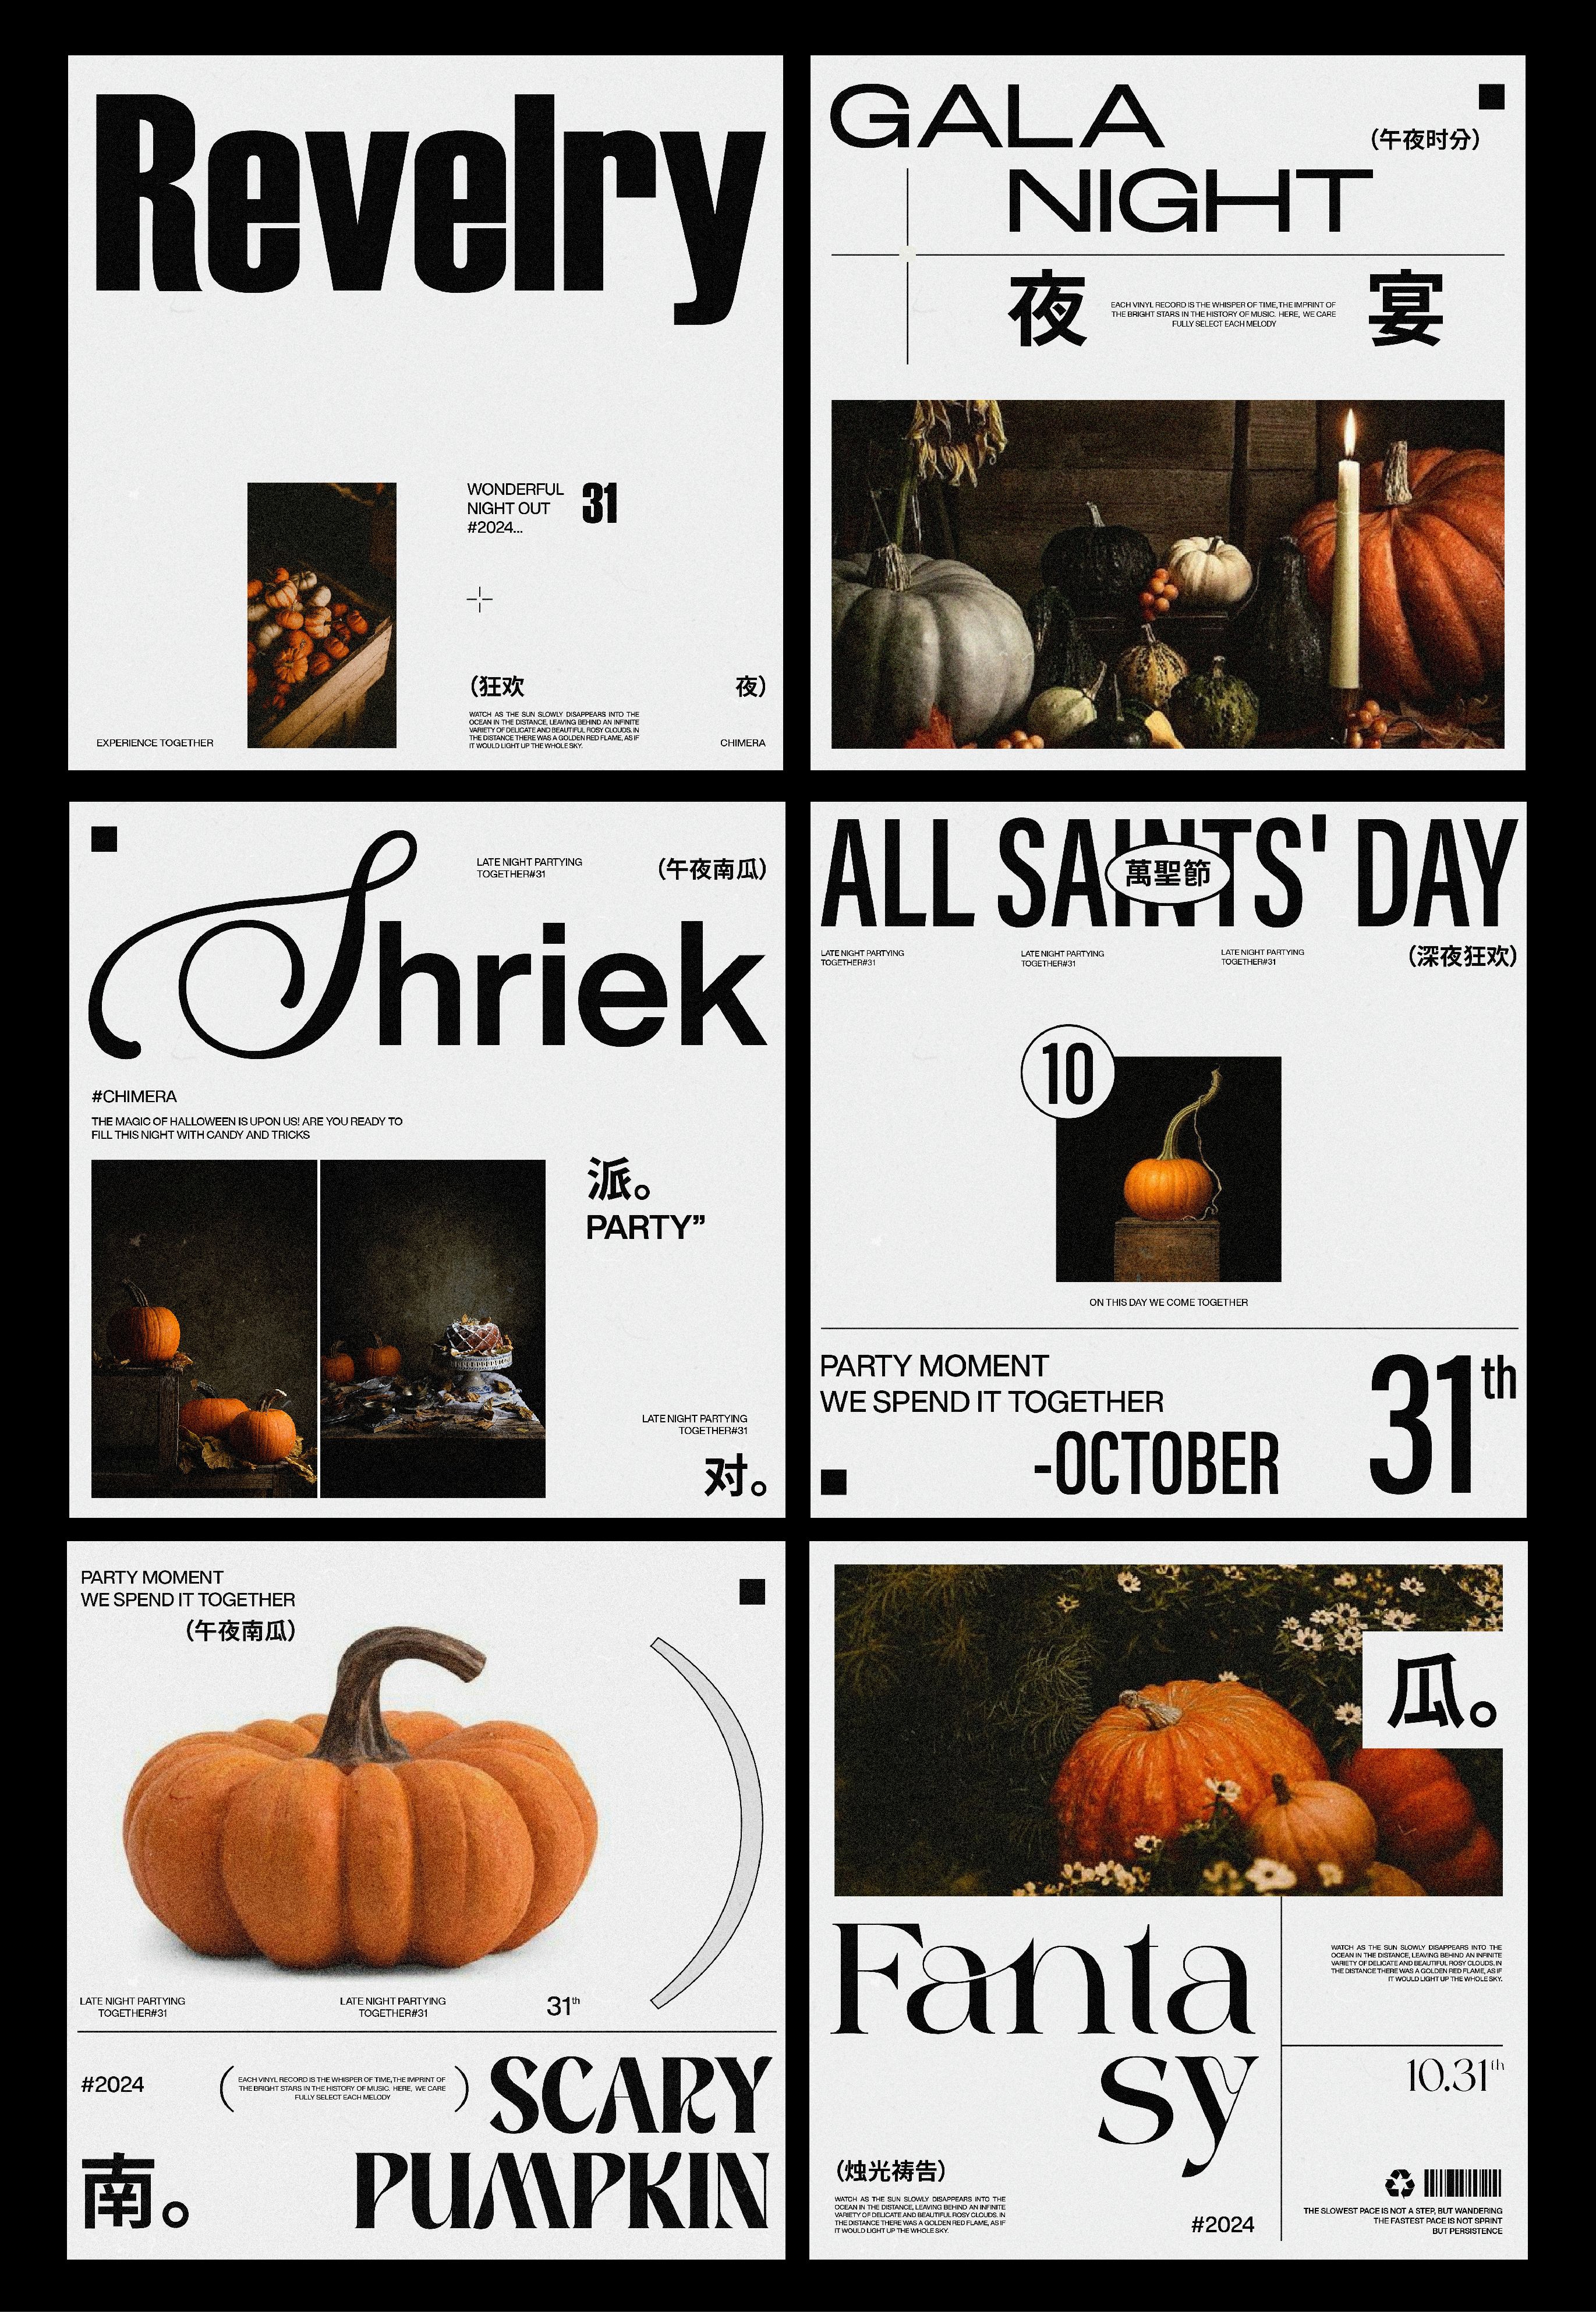 Revelry
WONDERFUL
NIGHT OUT
#2024...
31
（狂欢
夜）
WATCH AS THE SUN SLOWLY DISAPPEARS INTO THE
OCEAN IN THE DISTANCE, LEAVING BEHIND AN INFINITE
VARIETY OF DELICATE AND BEAUTIFUL ROSY CLOUDS. IN
THE DISTANCE THERE WAS A GOLDEN RED FLAME, AS IF
IT WOULD LIGHT UP THE WHOLE SKY.
EXPERIENCE TOGETHER
CHIMERA
GALA
（午夜时分）
NIGHT
夜
EACH VINYL RECORD IS THE WHISPER OF TIME,THE IMPRINT OF
THE BRIGHT STARS IN THE HISTORY OF MUSIC. HERE, WE CARE
FULLY SELECT EACH MELODY
宴
LATE NIGHT PARTYING
TOGETHER#31
（午夜南瓜）
Shriek
#CHIMERA
THE MAGIC OF HALLOWEEN IS UPON US! ARE YOU READY TO
FILL THIS NIGHT WITH CANDY AND TRICKS
派。
PARTY”
LATE NIGHT PARTYING
TOGETHER#31
对。
ALL SAINTS' DAY
萬聖節
LATE NIGHT PARTYING
TOGETHER#31
LATE NIGHT PARTYING
TOGETHER#31
LATE NIGHT PARTYING
TOGETHER#31
（深夜狂欢）
10
ON THIS DAY WE COME TOGETHER
PARTY MOMENT
WE SPEND IT TOGETHER
-OCTOBER
31th
PARTY MOMENT
WE SPEND IT TOGETHER
（午夜南瓜）
LATE NIGHT PARTYING
TOGETHER#31
LATE NIGHT PARTYING
TOGETHER#31
31th
#2024
EACH VINYL RECORD IS THE WHISPER OF TIME,THE IMPRINT OF
THE BRIGHT STARS IN THE HISTORY OF MUSIC. HERE, WE CARE
FULLY SELECT EACH MELODY
SCARY
PUMPKIN
南。
瓜。
Fanta
sy
WATCH AS THE SUN SLOWLY DISAPPEARS INTO THE
OCEAN IN THE DISTANCE, LEAVING BEHIND AN INFINITE
VARIETY OF DELICATE AND BEAUTIFUL ROSY CLOUDS. IN
THE DISTANCE THERE WAS A GOLDEN RED FLAME, AS IF
IT WOULD LIGHT UP THE WHOLE SKY.
10.31th
（烛光祷告）
WATCH AS THE SUN SLOWLY DISAPPEARS INTO THE
OCEAN IN THE DISTANCE, LEAVING BEHIND AN INFINITE
VARIETY OF DELICATE AND BEAUTIFUL ROSY CLOUDS. IN
THE DISTANCE THERE WAS A GOLDEN RED FLAME, AS IF
IT WOULD LIGHT UP THE WHOLE SKY.
#2024
THE SLOWEST PACE IS NOT A STEP, BUT WANDERING
THE FASTEST PACE IS NOT SPRINT
BUT PERSISTENCE